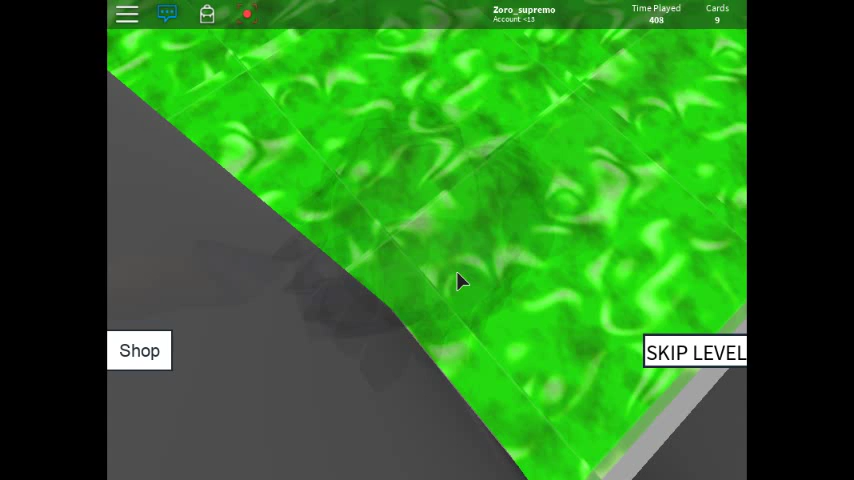 Zoro_supremo
Account: <13
Time Played
408
Cards
9
Shop
SKIP LEVEL